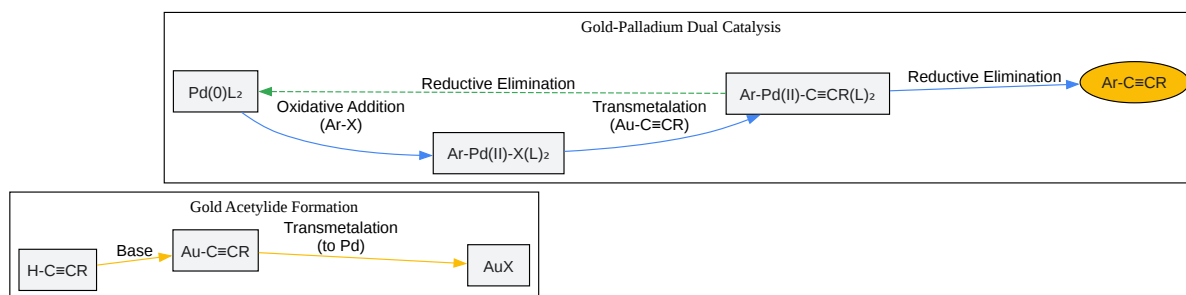 Gold-Palladium Dual Catalysis
Pd(0)L₂
Reductive Elimination
Oxidative Addition
(Ar-X)
Ar-Pd(II)-X(L)₂
Transmetalation
(Au-C≡CR)
Ar-Pd(II)-C≡CR(L)₂
Reductive Elimination
Ar-C≡CR
Gold Acetylide Formation
H-C≡CR
Base
Au-C≡CR
Transmetalation
(to Pd)
AuX